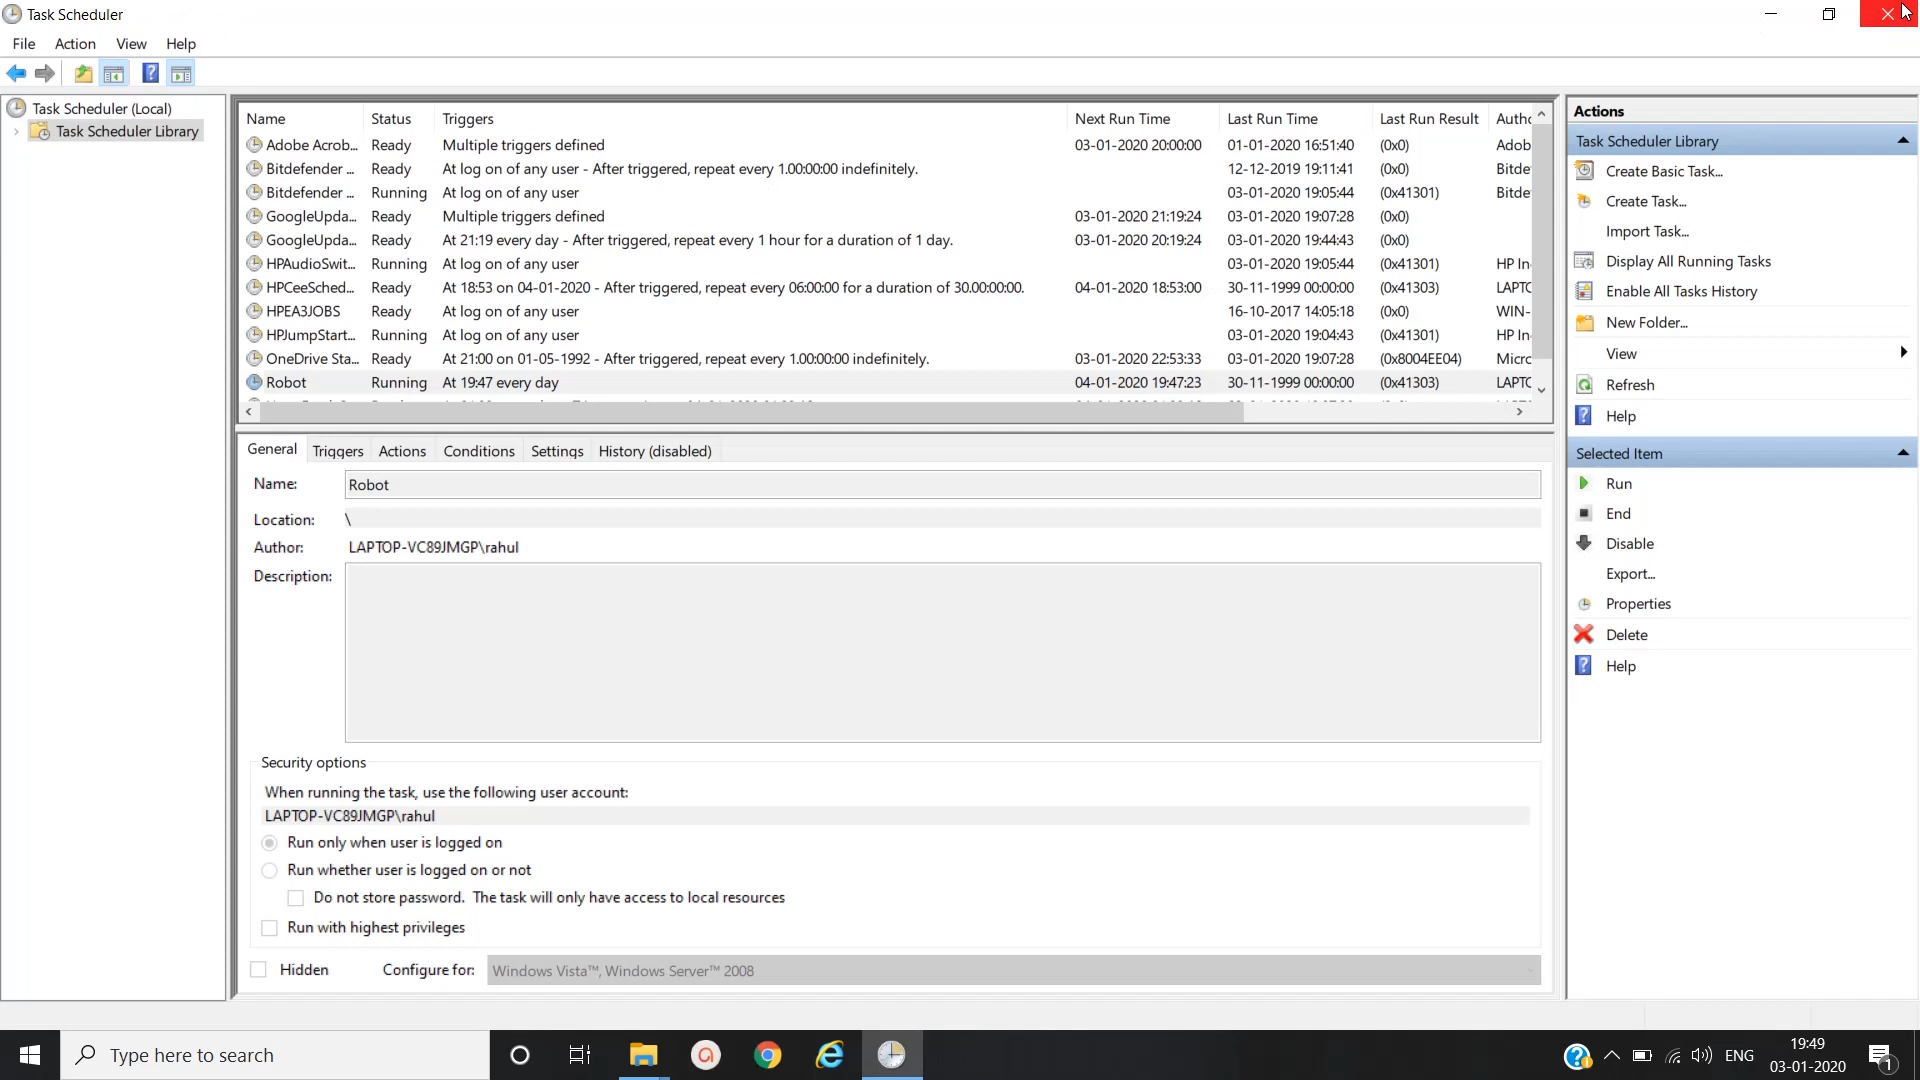 Task Scheduler
File Action View Help
Task Scheduler (Local)
Task Scheduler Library
Name Status Triggers Next Run Time Last Run Time Last Run Result Autho
Adobe Acrob... Ready Multiple triggers defined 03-01-2020 20:00:00 01-01-2020 16:51:40 (0x0) Adob
Bitdefender ... Ready At log on of any user - After triggered, repeat every 1.00:00:00 indefinitely. 12-12-2019 19:11:41 (0x0) Bitde
Bitdefender ... Running At log on of any user 03-01-2020 19:05:44 (0x41301) Bitde
GoogleUpda... Ready Multiple triggers defined 03-01-2020 21:19:24 03-01-2020 19:07:28 (0x0)
GoogleUpda... Ready At 21:19 every day - After triggered, repeat every 1 hour for a duration of 1 day. 03-01-2020 20:19:24 03-01-2020 19:44:43 (0x0)
HPAudioSwit... Running At log on of any user 03-01-2020 19:05:44 (0x41301) HP In
HPCeeSched... Ready At 18:53 on 04-01-2020 - After triggered, repeat every 06:00:00 for a duration of 30.00:00:00. 04-01-2020 18:53:00 30-11-1999 00:00:00 (0x41303) LAPTC
HPEA3JOBS Ready At log on of any user 16-10-2017 14:05:18 (0x0) WIN-
HPJumpStart... Running At log on of any user 03-01-2020 19:04:43 (0x41301) HP In
OneDrive Sta... Ready At 21:00 on 01-05-1992 - After triggered, repeat every 1.00:00:00 indefinitely. 03-01-2020 22:53:33 03-01-2020 19:07:28 (0x8004EE04) Micro
Robot Running At 19:47 every day 04-01-2020 19:47:23 30-11-1999 00:00:00 (0x41303) LAPTC
General Triggers Actions Conditions Settings History (disabled)
Name: Robot
Location: \
Author: LAPTOP-VC89JMGP\rahul
Description:
Security options
When running the task, use the following user account:
LAPTOP-VC89JMGP\rahul
Run only when user is logged on
Run whether user is logged on or not
Do not store password. The task will only have access to local resources
Run with highest privileges
Hidden Configure for: Windows Vista™, Windows Server™ 2008
Actions
Task Scheduler Library
Create Basic Task...
Create Task...
Import Task...
Display All Running Tasks
Enable All Tasks History
New Folder...
View
Refresh
Help
Selected Item
Run
End
Disable
Export...
Properties
Delete
Help
Type here to search
ENG
19:49
03-01-2020
1